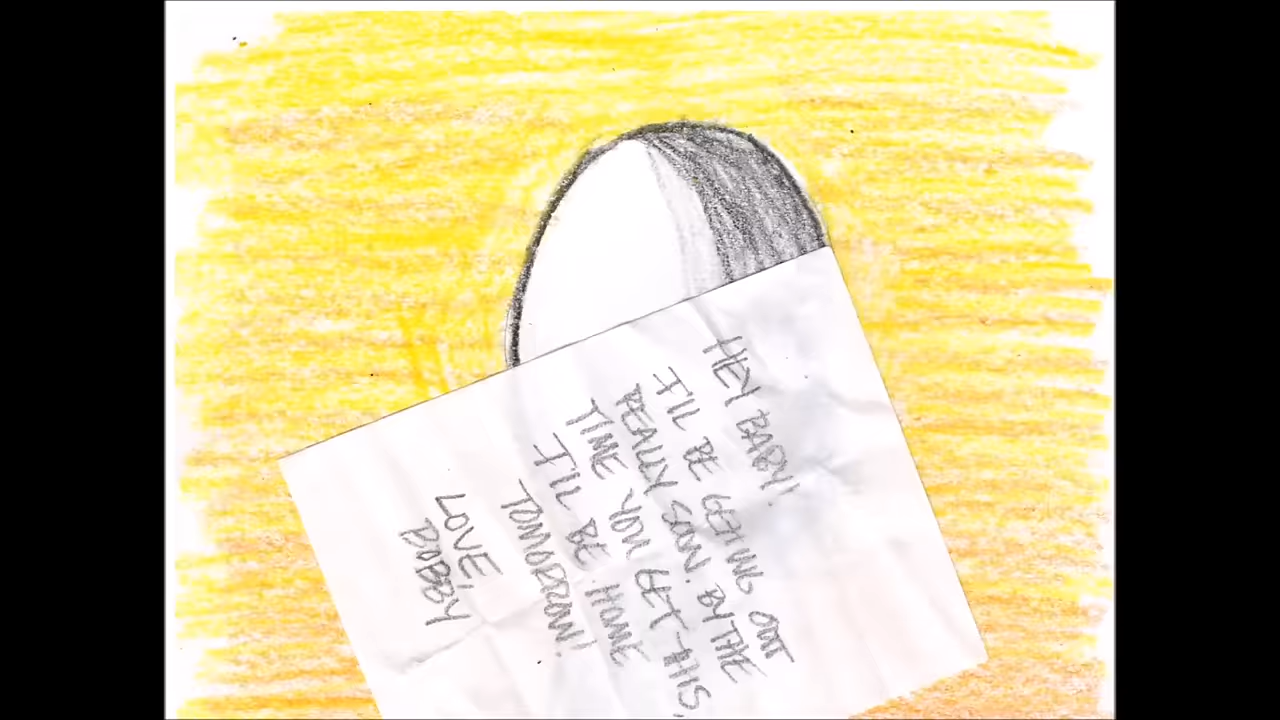 HEY BABY!
I'LL BE GETTING OUT
REALLY SOON. BY THE
TIME YOU GET THIS,
I'LL BE HOME
TOMORROW!
LOVE,
BOBBY